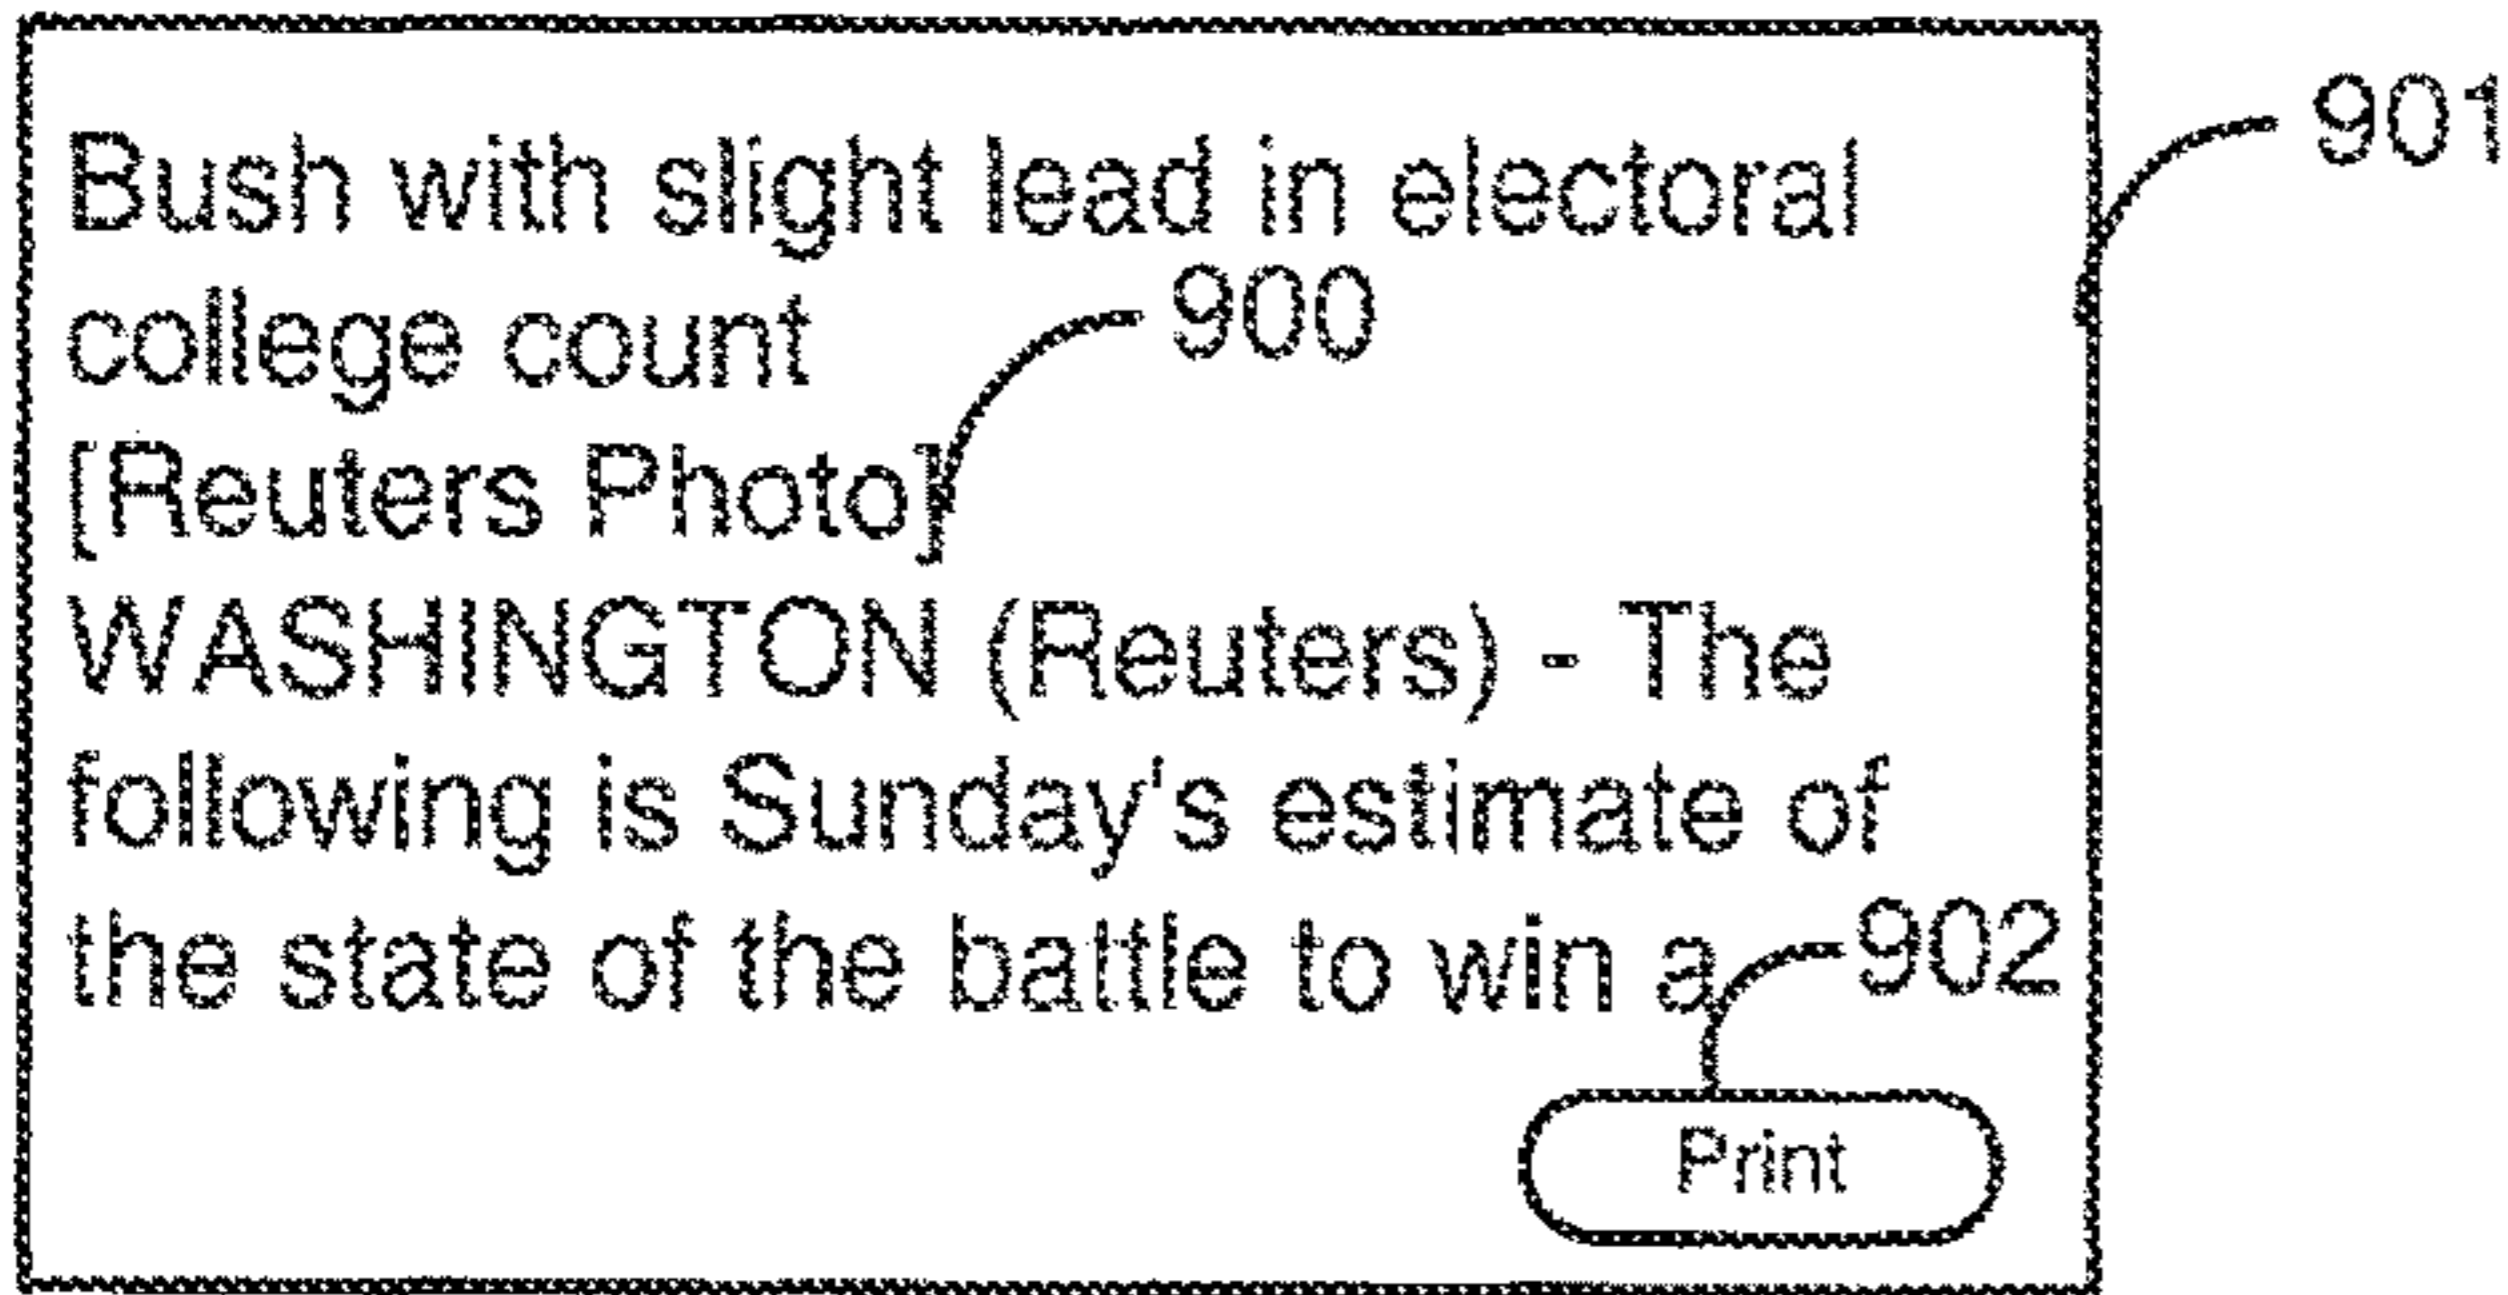 901
Bush with slight lead in electoral
900
college count
[Reuters Photo]
WASHINGTON (Reuters) - The
following is Sunday's estimate of
the state of the battle to win a
902
Print